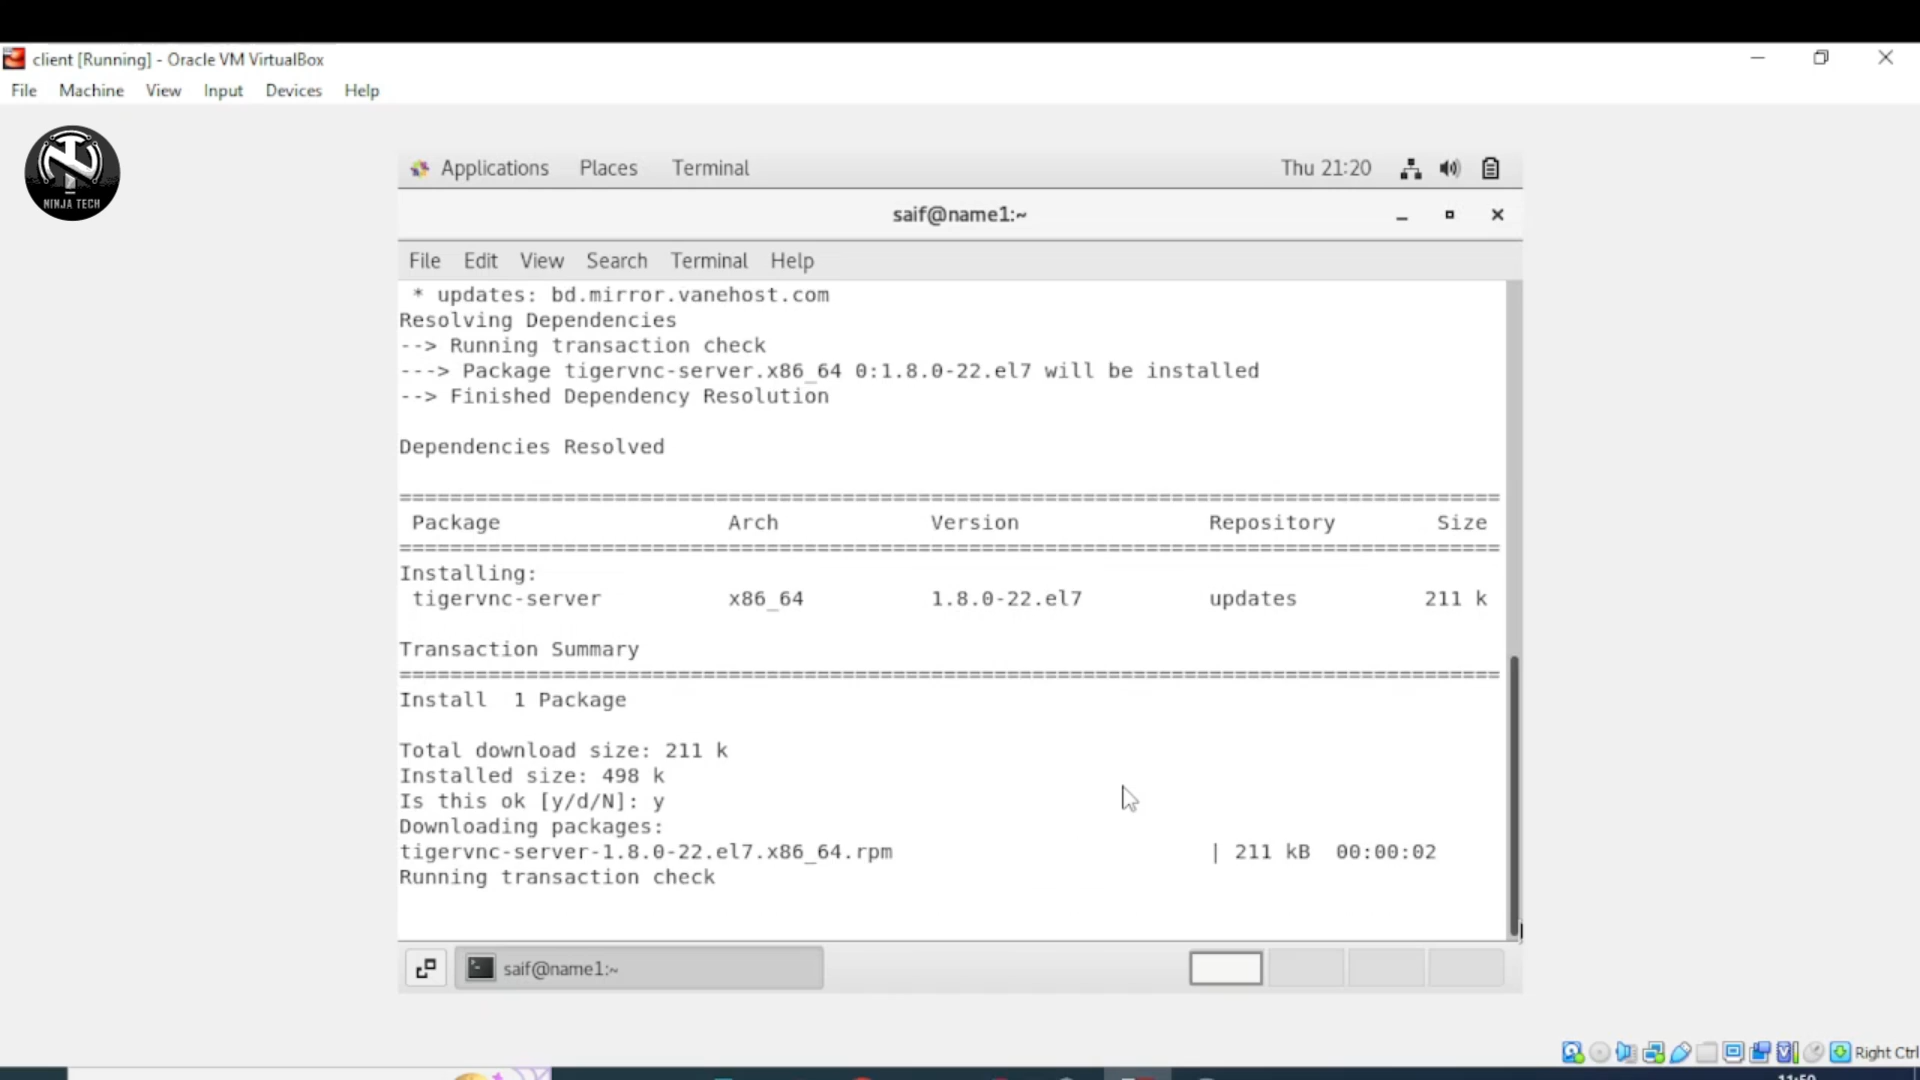 client [Running] - Oracle VM VirtualBox
File Machine View Input Devices Help
NINJA TECH
Applications Places Terminal Thu 21:20
saif@name1:~
File Edit View Search Terminal Help
* updates: bd.mirror.vanehost.com
Resolving Dependencies
--> Running transaction check
---> Package tigervnc-server.x86_64 0:1.8.0-22.el7 will be installed
--> Finished Dependency Resolution
Dependencies Resolved
================================================================================
Package Arch Version Repository Size
================================================================================
Installing:
tigervnc-server x86_64 1.8.0-22.el7 updates 211 k
Transaction Summary
================================================================================
Install 1 Package
Total download size: 211 k
Installed size: 498 k
Is this ok [y/d/N]: y
Downloading packages:
tigervnc-server-1.8.0-22.el7.x86_64.rpm | 211 kB 00:00:02
Running transaction check
saif@name1:~
Right Ctrl